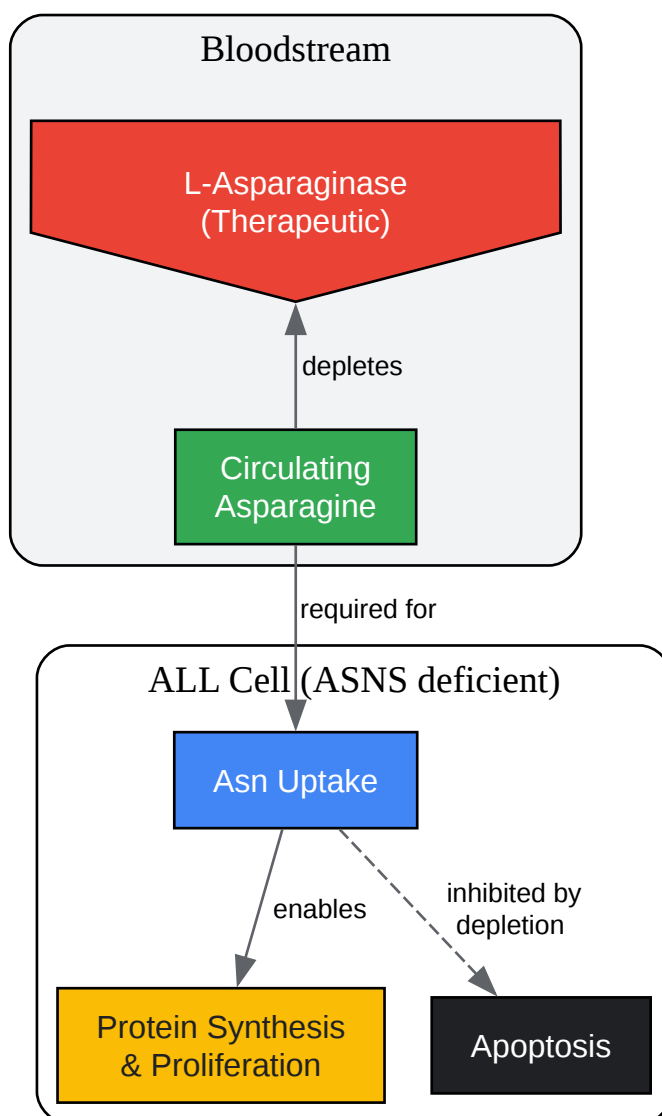 Bloodstream
L-Asparaginase
(Therapeutic)
depletes
Circulating
Asparagine
required for
ALL Cell (ASNS deficient)
Asn Uptake
enables
inhibited by
depletion
Protein Synthesis
& Proliferation
Apoptosis